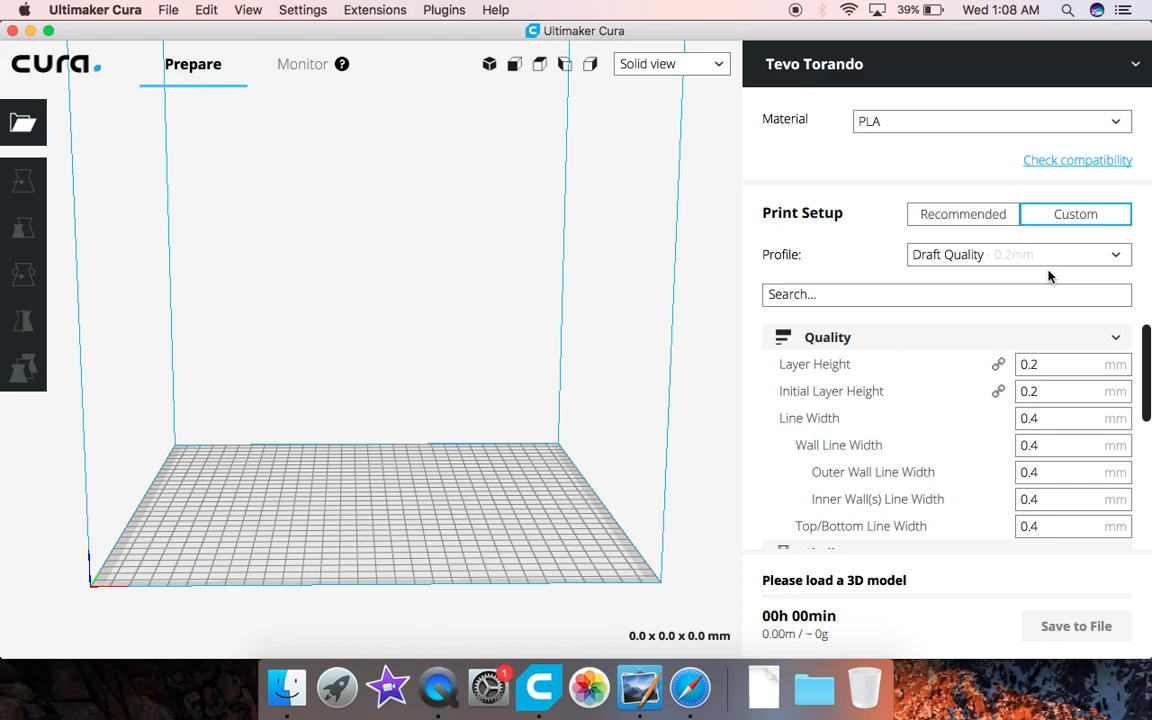 Ultimaker Cura File Edit View Settings Extensions Plugins Help 39% Wed 1:08 AM
Ultimaker Cura
cura. Prepare Monitor ? Solid view Tevo Torando
Material PLA
Check compatibility
Print Setup Recommended Custom
Profile: Draft Quality - 0.2mm
Search...
Quality
Layer Height 0.2 mm
Initial Layer Height 0.2 mm
Line Width 0.4 mm
Wall Line Width 0.4 mm
Outer Wall Line Width 0.4 mm
Inner Wall(s) Line Width 0.4 mm
Top/Bottom Line Width 0.4 mm
Please load a 3D model
00h 00min
0.00m / ~ 0g
Save to File
0.0 x 0.0 x 0.0 mm
1